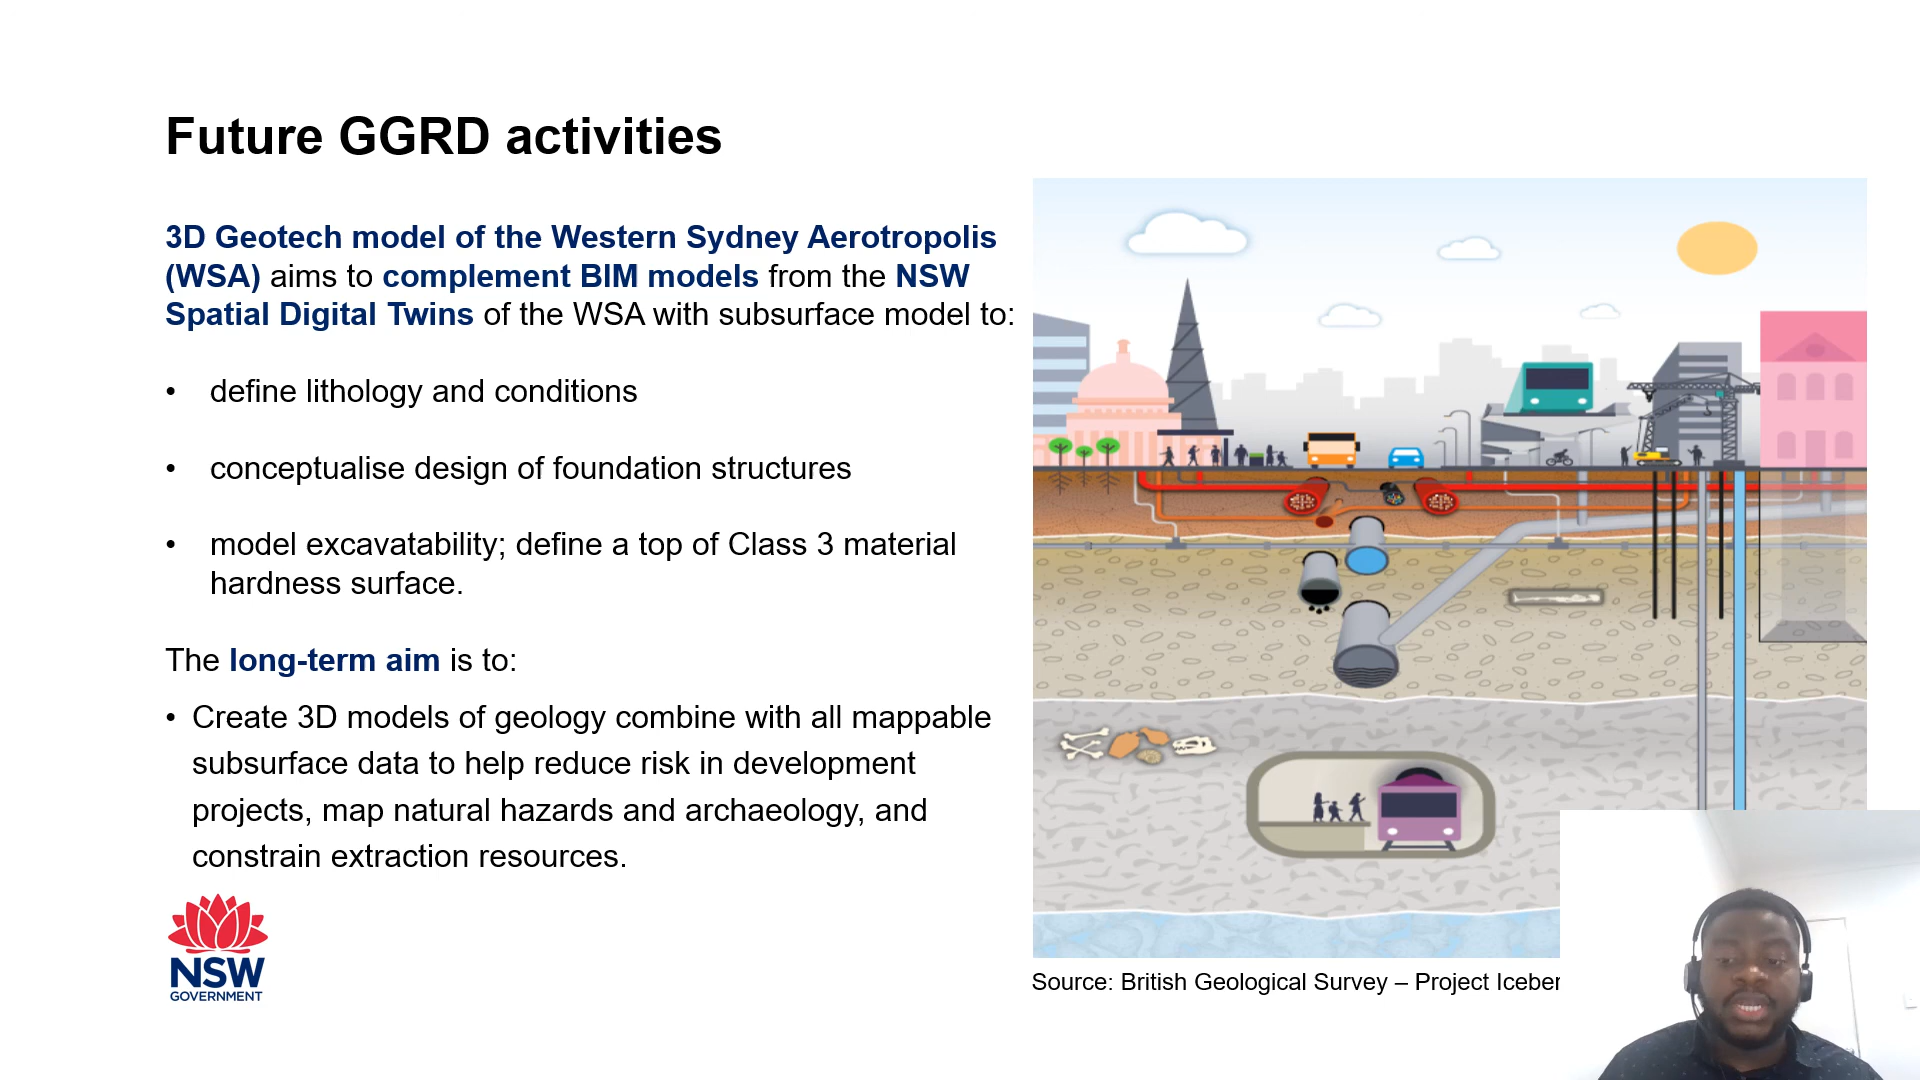 Future GGRD activities
3D Geotech model of the Western Sydney Aerotropolis
(WSA) aims to complement BIM models from the NSW
Spatial Digital Twins of the WSA with subsurface model to:
• define lithology and conditions
• conceptualise design of foundation structures
• model excavatability; define a top of Class 3 material
hardness surface.
The long-term aim is to:
• Create 3D models of geology combine with all mappable
subsurface data to help reduce risk in development
projects, map natural hazards and archaeology, and
constrain extraction resources.
NSW
GOVERNMENT
Source: British Geological Survey – Project